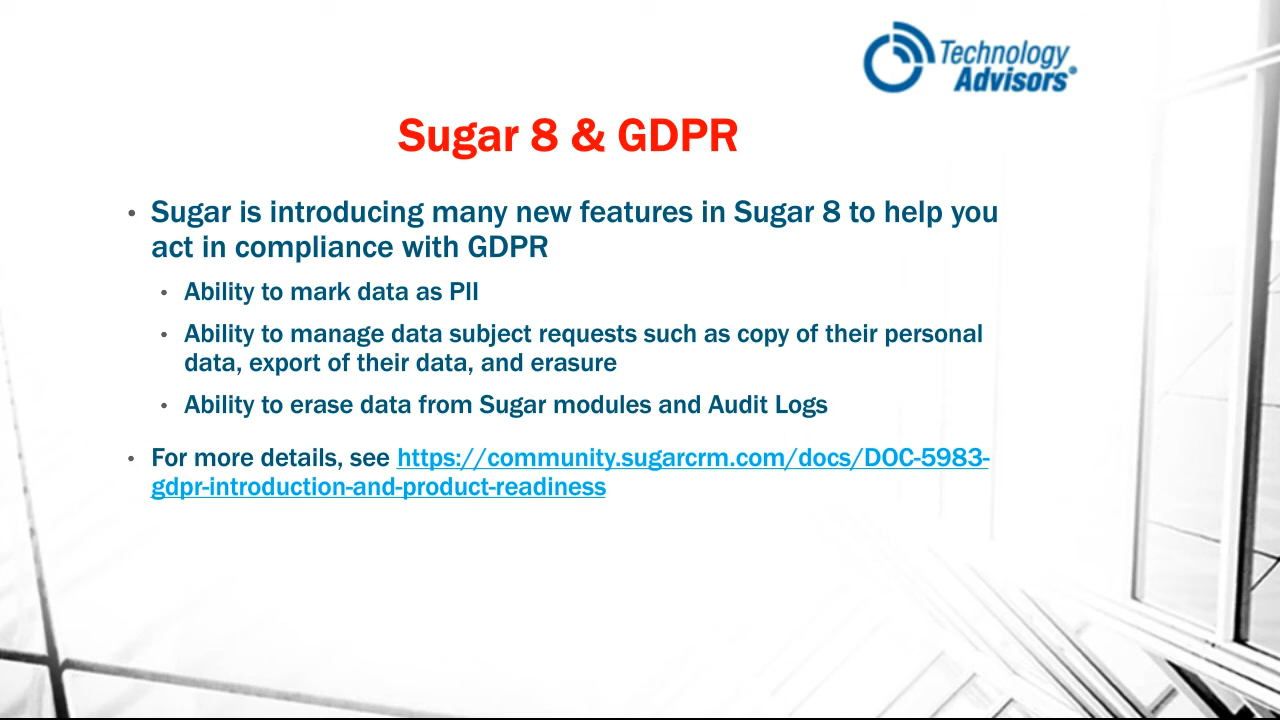 Technology
Advisors®
Sugar 8 & GDPR
• Sugar is introducing many new features in Sugar 8 to help you
act in compliance with GDPR
• Ability to mark data as PII
• Ability to manage data subject requests such as copy of their personal
data, export of their data, and erasure
• Ability to erase data from Sugar modules and Audit Logs
• For more details, see https://community.sugarcrm.com/docs/DOC-5983-
gdpr-introduction-and-product-readiness